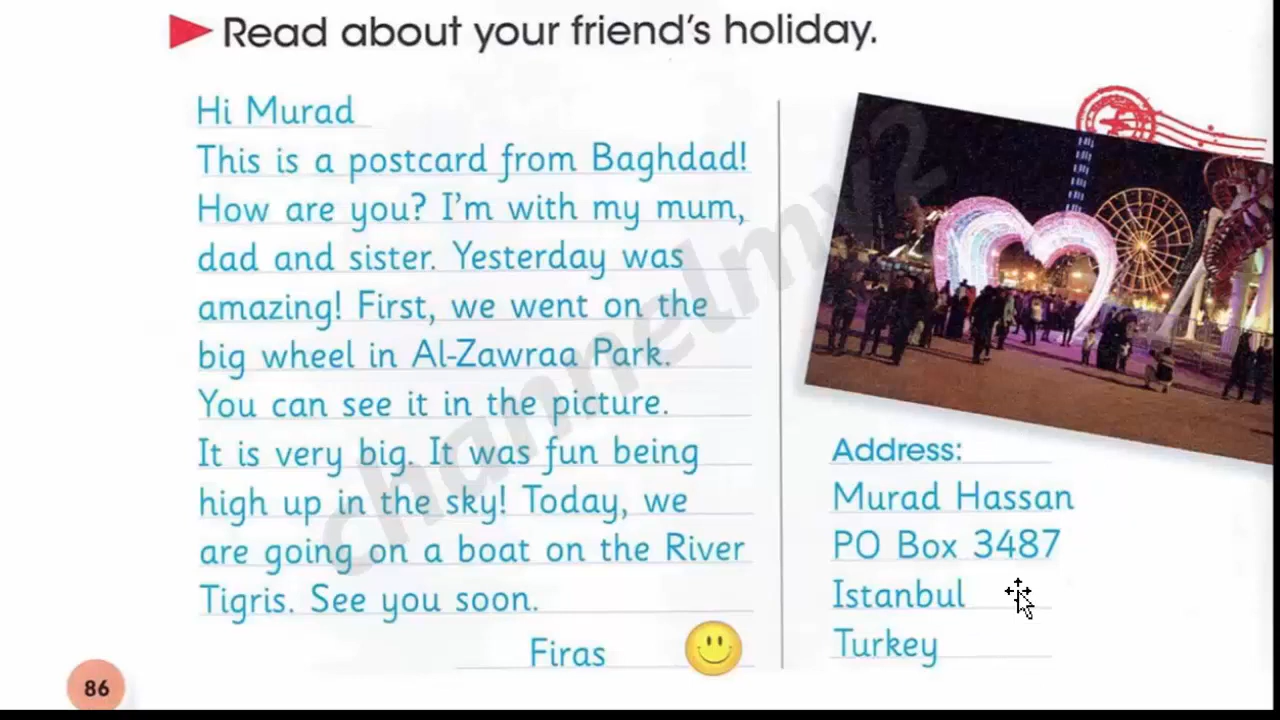 Read about your friend's holiday.
Hi Murad
This is a postcard from Baghdad!
How are you? I'm with my mum,
dad and sister. Yesterday was
amazing! First, we went on the
big wheel in Al-Zawraa Park.
You can see it in the picture.
It is very big. It was fun being
high up in the sky! Today, we
are going on a boat on the River
Tigris. See you soon.
Firas
Address:
Murad Hassan
PO Box 3487
Istanbul
Turkey
86
channelmy2